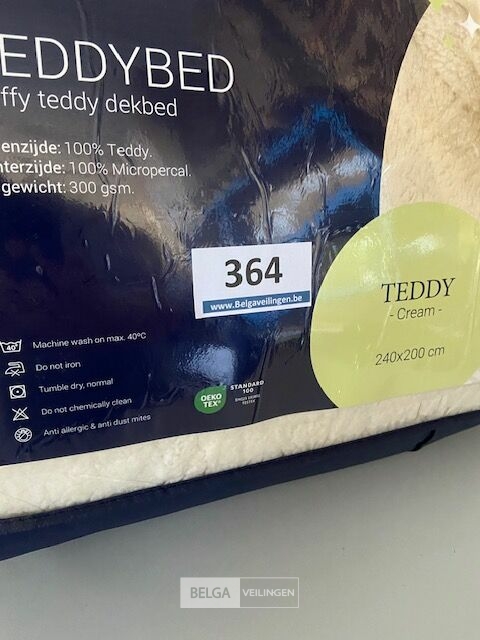 EDDYBED
ffy teddy dekbed
enzijde: 100% Teddy.
terzijde: 100% Micropercal.
gewicht: 300 gsm.
364
www.Belgaveilingen.be
TEDDY
- Cream -
240x200 cm
40°
Machine wash on max. 40ºC
Do not iron
Tumble dry, normal
Do not chemically clean
Anti allergic & anti dust mites
OEKO
TEX®
STANDARD
100
BELGA VEILINGEN